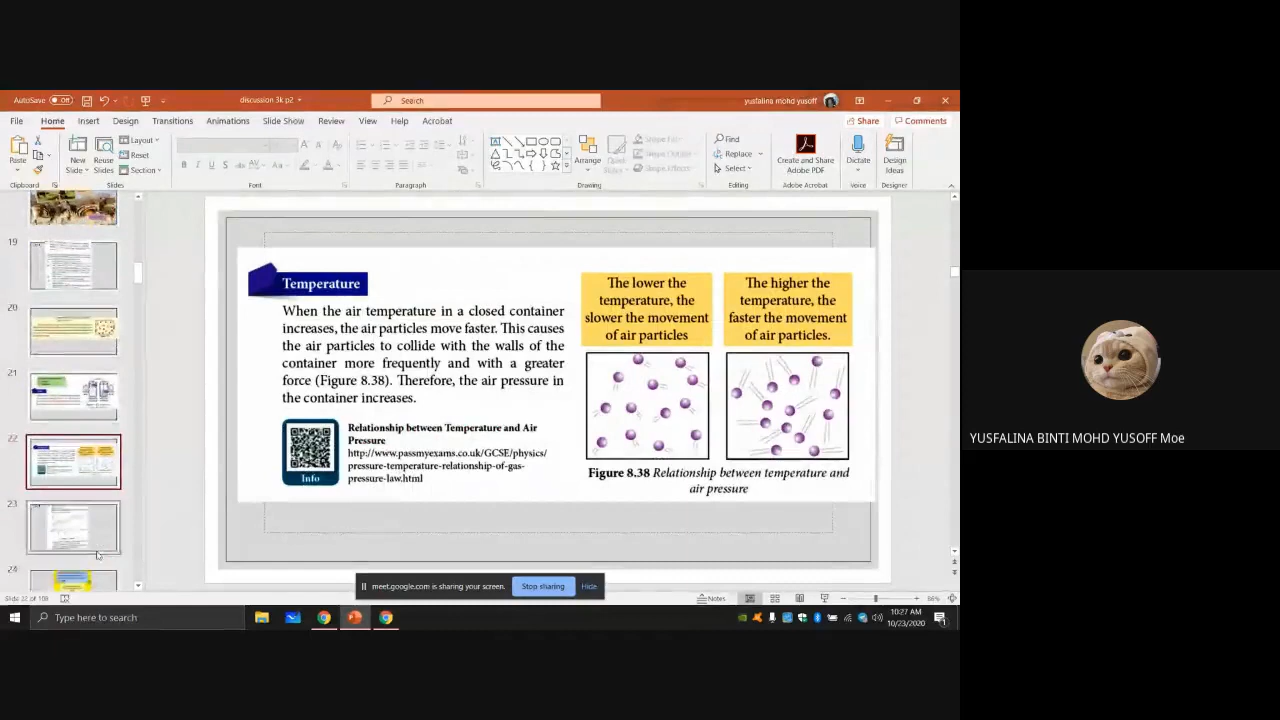 AutoSave Off
discussion 3k p2
Search
yusfalina mohd yusoff
File Home Insert Design Transitions Animations Slide Show Review View Help Acrobat
Share Comments
Paste
New Slide
Reuse Slides
Layout
Reset
Section
Arrange
Quick Styles
Shape Fill
Shape Outline
Shape Effects
Find
Replace
Select
Create and Share Adobe PDF
Dictate
Design Ideas
Clipboard Slides Font Paragraph Drawing Editing Adobe Acrobat Voice Designer
19
20
21
22
23
Temperature
When the air temperature in a closed container
increases, the air particles move faster. This causes
the air particles to collide with the walls of the
container more frequently and with a greater
force (Figure 8.38). Therefore, the air pressure in
the container increases.
Info
Relationship between Temperature and Air
Pressure
http://www.passmyexams.co.uk/GCSE/physics/
pressure-temperature-relationship-of-gas-
pressure-law.html
The lower the
temperature, the
slower the movement
of air particles
The higher the
temperature, the
faster the movement
of air particles.
Figure 8.38 Relationship between temperature and
air pressure
meet.google.com is sharing your screen. Stop sharing Hide
Notes
86%
Type here to search
10:27 AM
10/23/2020
YUSFALINA BINTI MOHD YUSOFF Moe